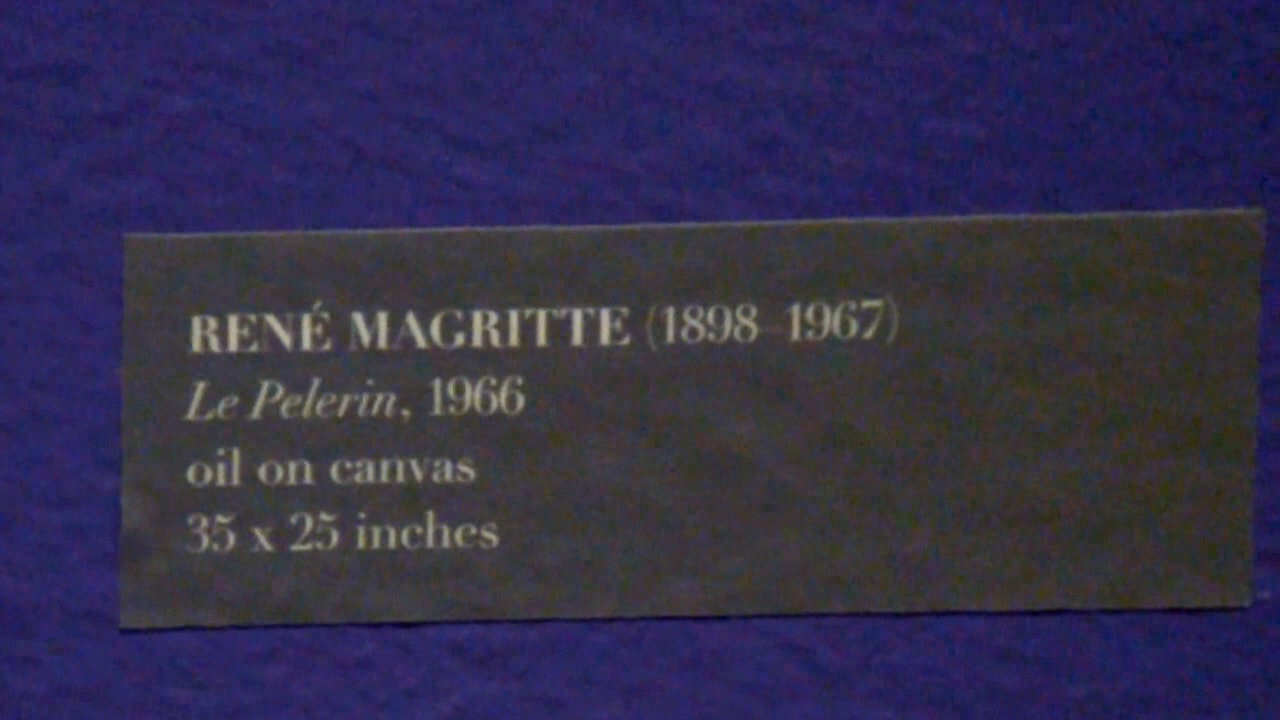 RENÉ MAGRITTE (1898–1967)
Le Pelerin, 1966
oil on canvas
35 x 25 inches